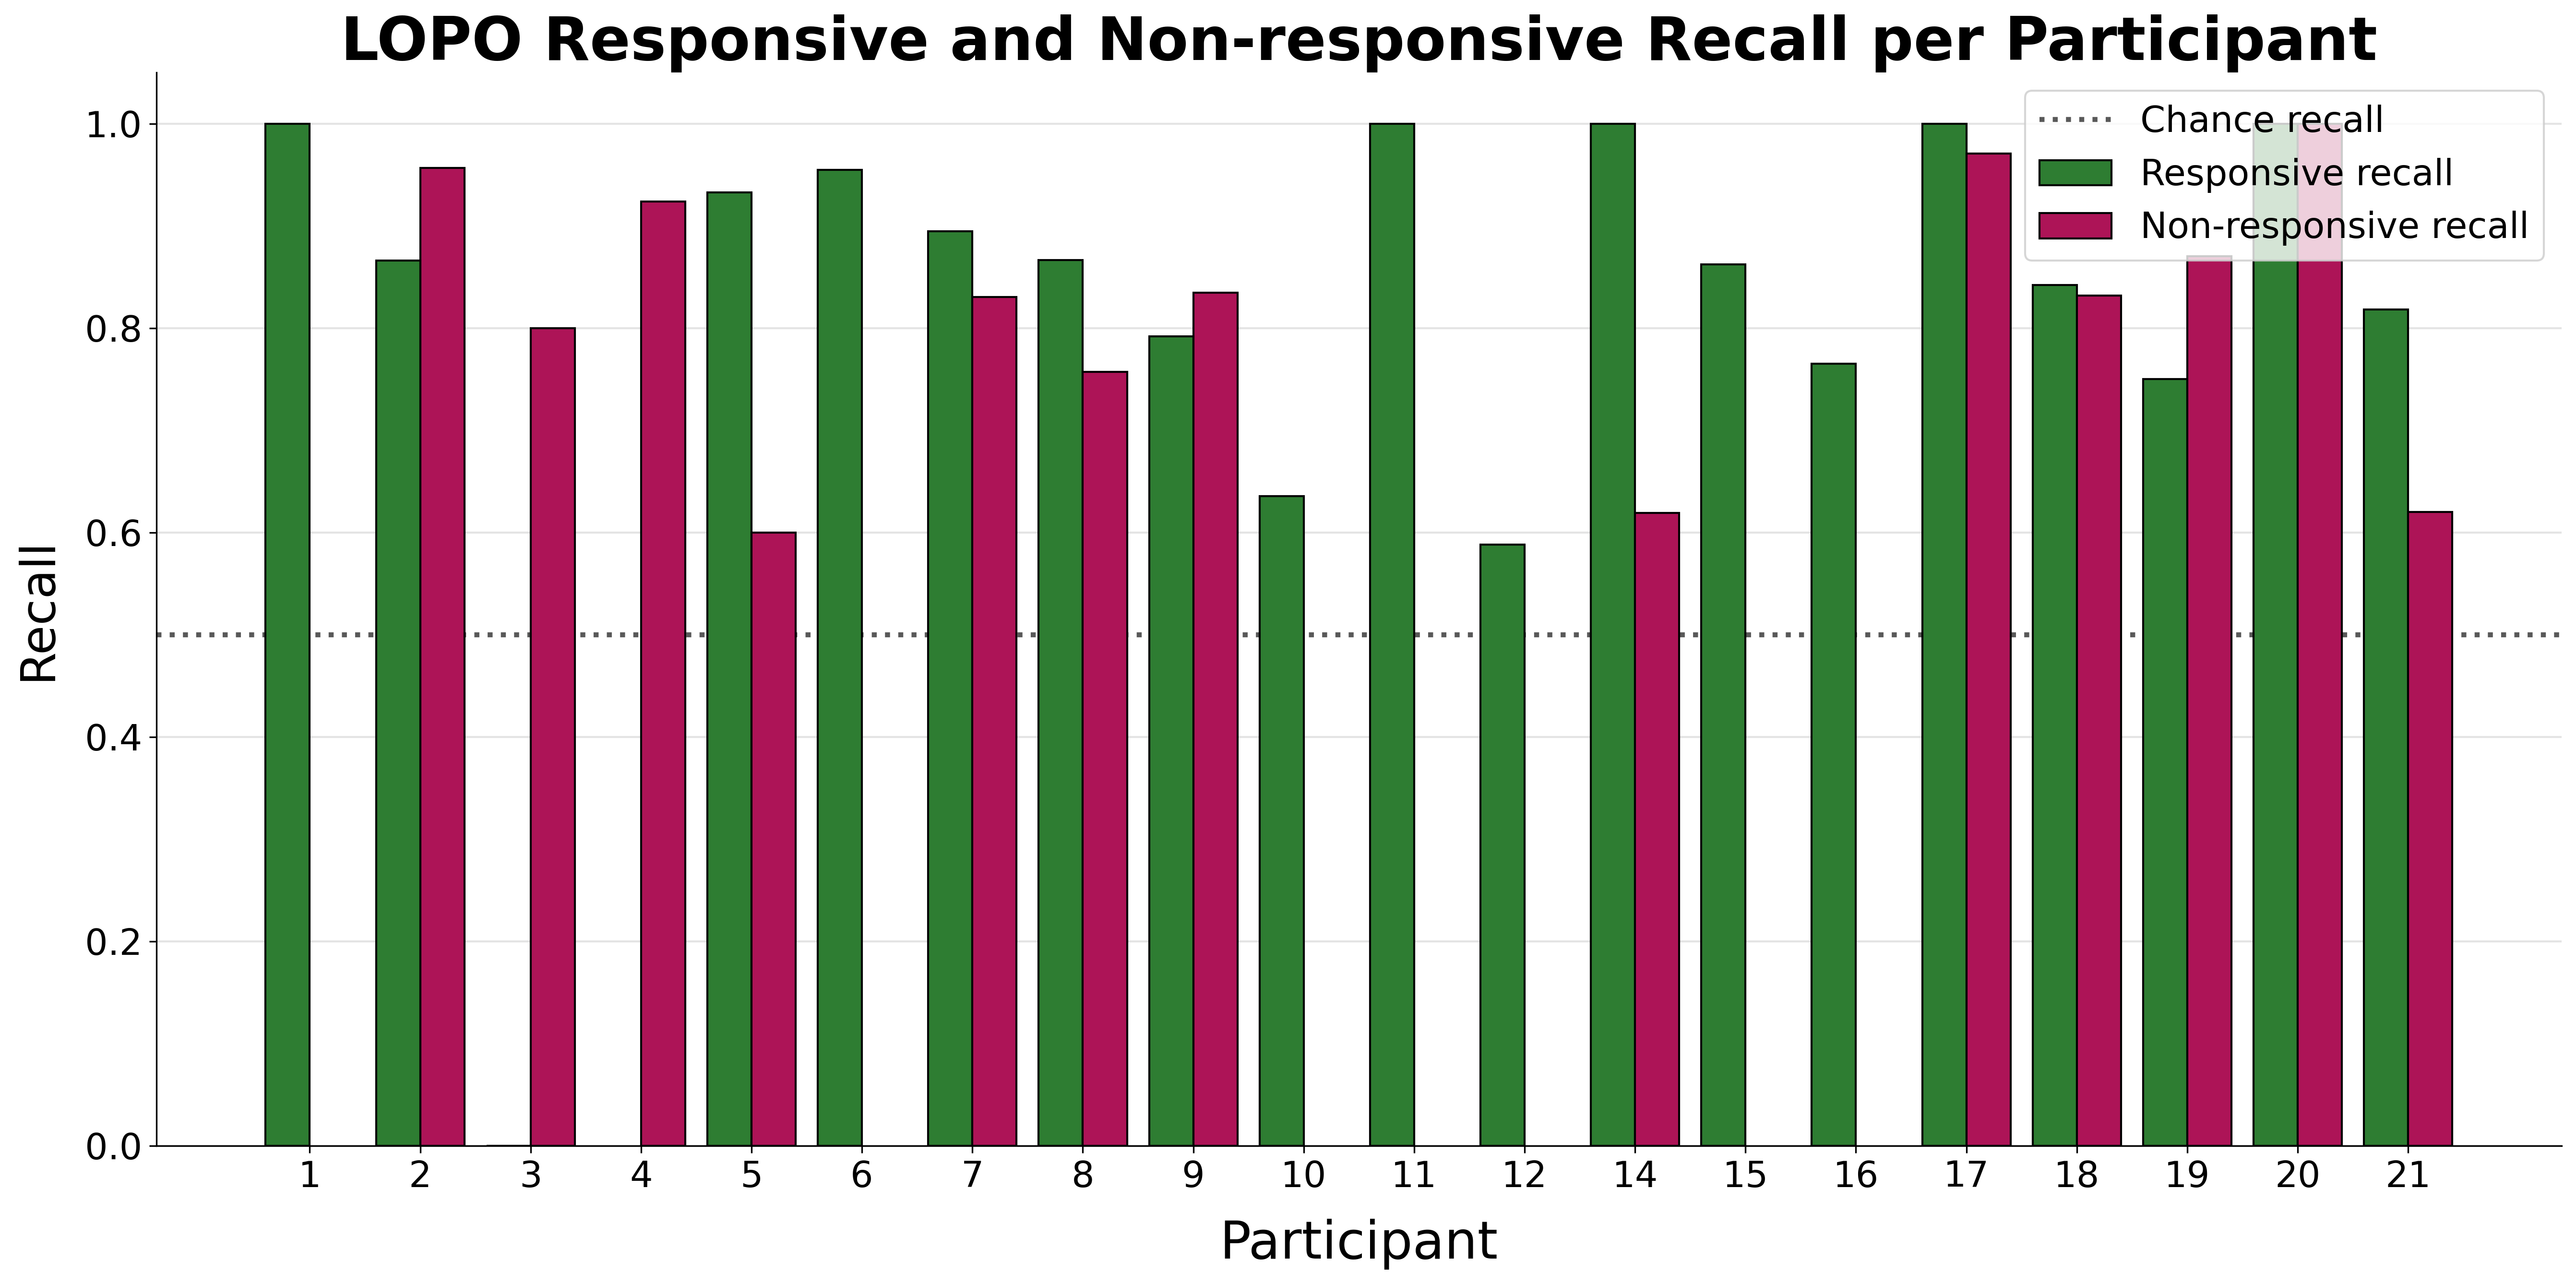 LOPO Responsive and Non-responsive Recall per Participant
Chance recall
Responsive recall
Non-responsive recall
Recall
1.0
0.8
0.6
0.4
0.2
0.0
1 2 3 4 5 6 7 8 9 10 11 12 14 15 16 17 18 19 20 21
Participant